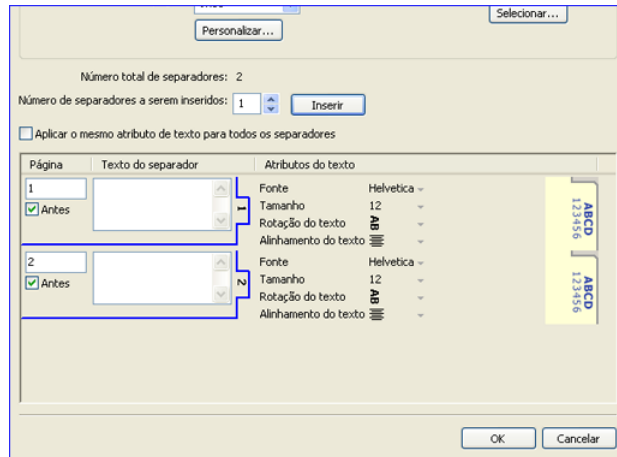 Selecionar...
Personalizar...
Número total de separadores: 2
Número de separadores a serem inseridos: 1 Inserir
Aplicar o mesmo atributo de texto para todos os separadores
Página Texto do separador Atributos do texto
1 Fonte Helvetica
Antes 1 Tamanho 12
Rotação do texto AB
Alinhamento do texto
ABCD
123456
2 Fonte Helvetica
Antes 2 Tamanho 12
Rotação do texto AB
Alinhamento do texto
ABCD
123456
OK Cancelar